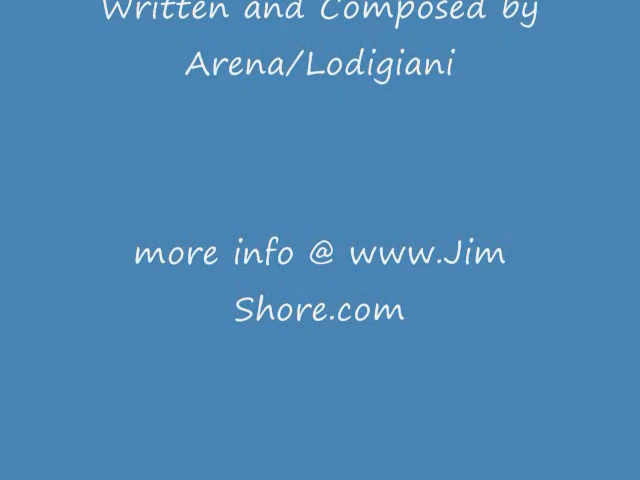 Written and Composed by
Arena/Lodigiani
more info @ www.Jim
Shore.com